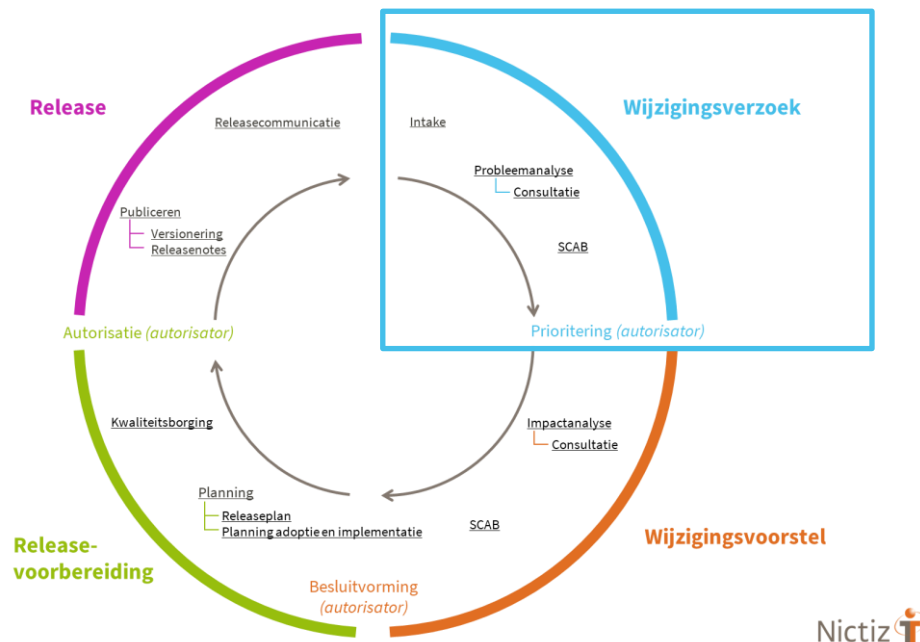 Release
Wijzigingsverzoek
Releasecommunicatie
Intake
Probleemanalyse
Consultatie
Publiceren
Versionering
Releasenotes
SCAB
Autorisatie (autorisator)
Prioritering (autorisator)
Kwaliteitsborging
Impactanalyse
Consultatie
Planning
Releaseplan
Planning adoptie en implementatie
SCAB
Release-
voorbereiding
Wijzigingsvoorstel
Besluitvorming
(autorisator)
Nictiz